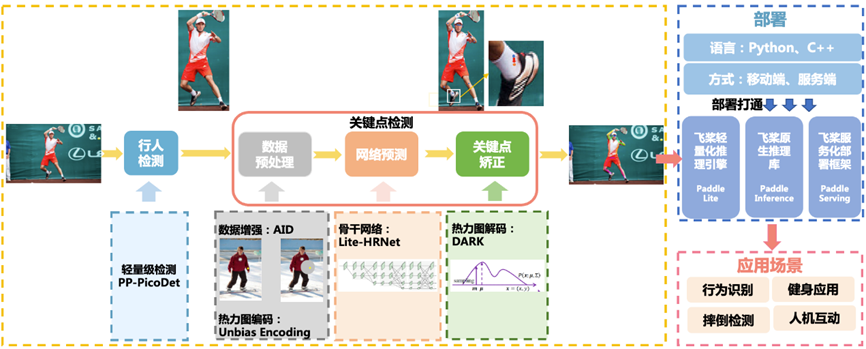 关键点检测
行人
检测
数据
预处理
网络预测
关键点
矫正
轻量级检测
PP-PicoDet
数据增强：AID
热力图编码：
Unbias Encoding
骨干网络：
Lite-HRNet
热力图解码：
DARK
P(x;μ,Σ)
m μ
x = (x, y)
部署
语言：Python、C++
方式：移动端、服务端
部署打通
飞桨轻
量化推
理引擎
Paddle
Lite
飞桨原
生推理
库
Paddle
Inference
飞桨服
务化部
署框架
Paddle
Serving
应用场景
行为识别
健身应用
摔倒检测
人机互动